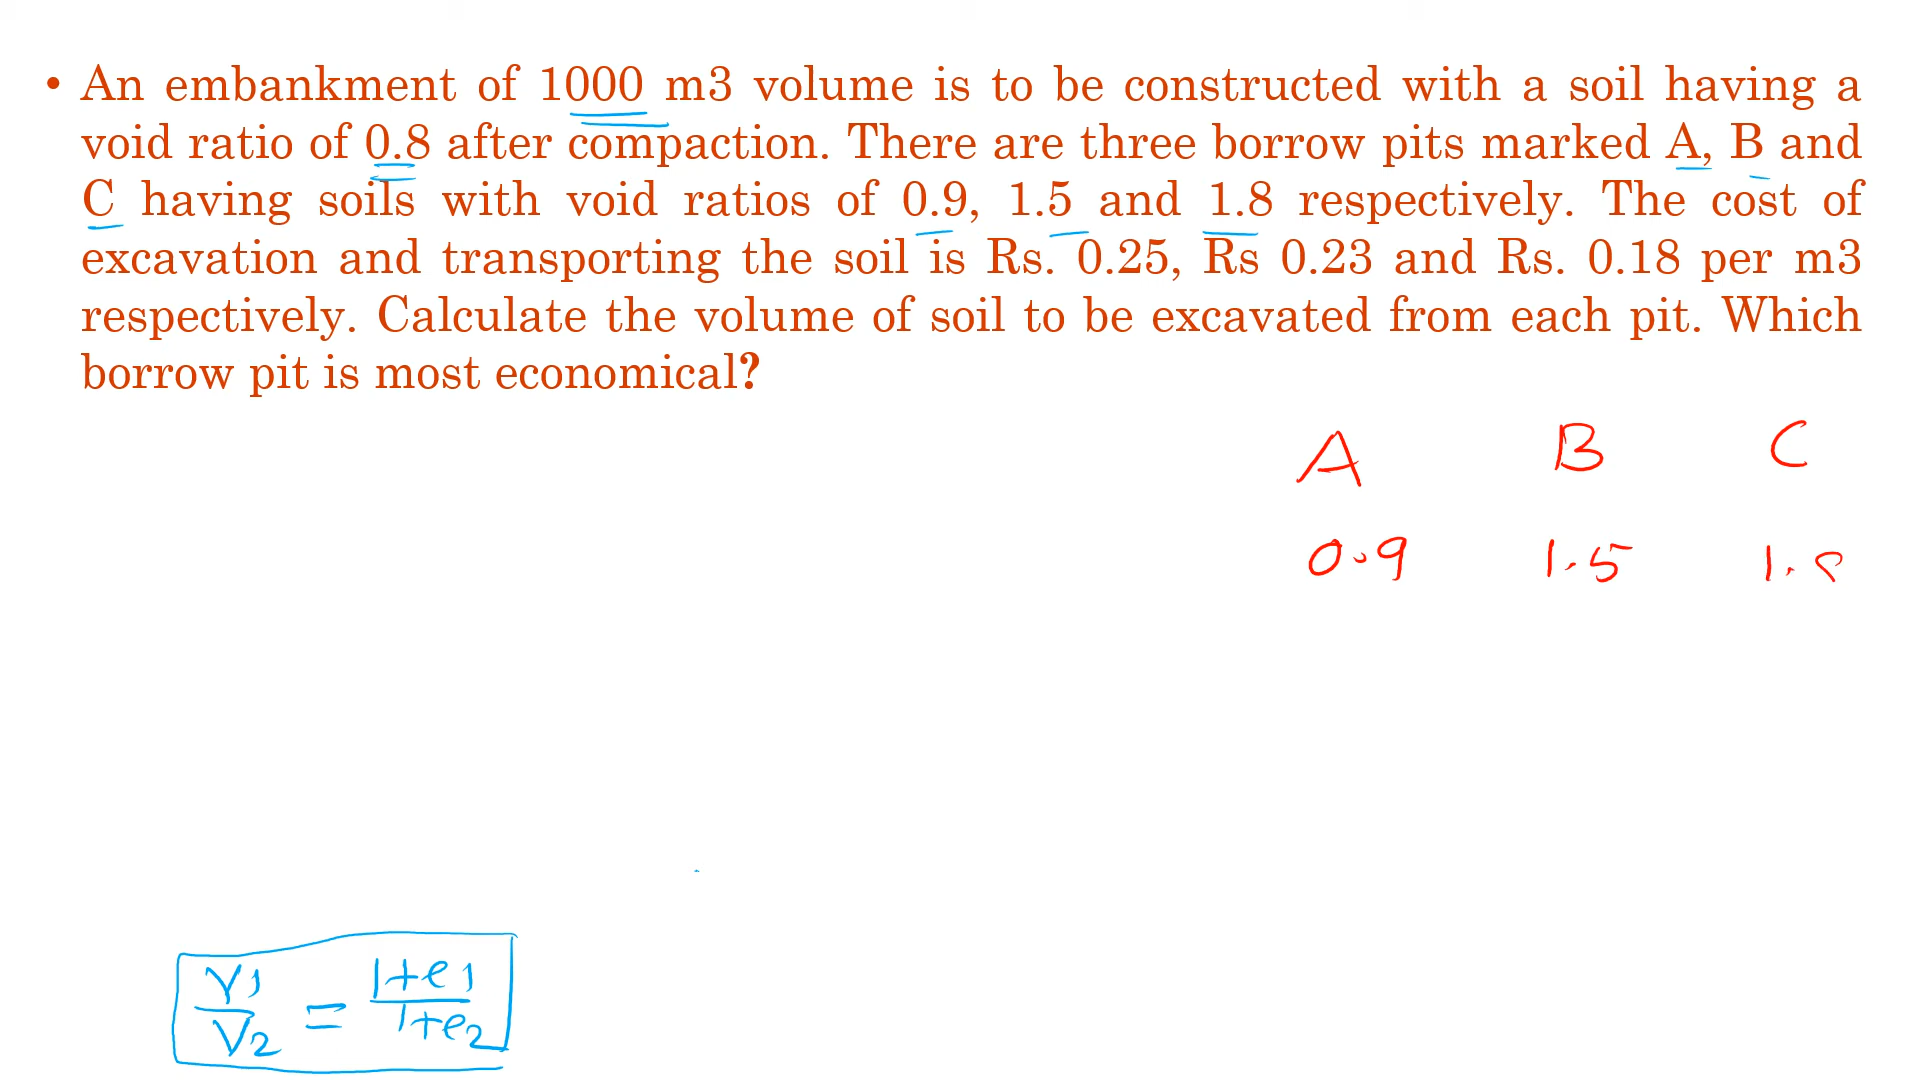 • An embankment of 1000 m3 volume is to be constructed with a soil having a
void ratio of 0.8 after compaction. There are three borrow pits marked A, B and
C having soils with void ratios of 0.9, 1.5 and 1.8 respectively. The cost of
excavation and transporting the soil is Rs. 0.25, Rs 0.23 and Rs. 0.18 per m3
respectively. Calculate the volume of soil to be excavated from each pit. Which
borrow pit is most economical?
A B C
0.9 1.5 1.
V1/V2 = 1+e1/1+e2